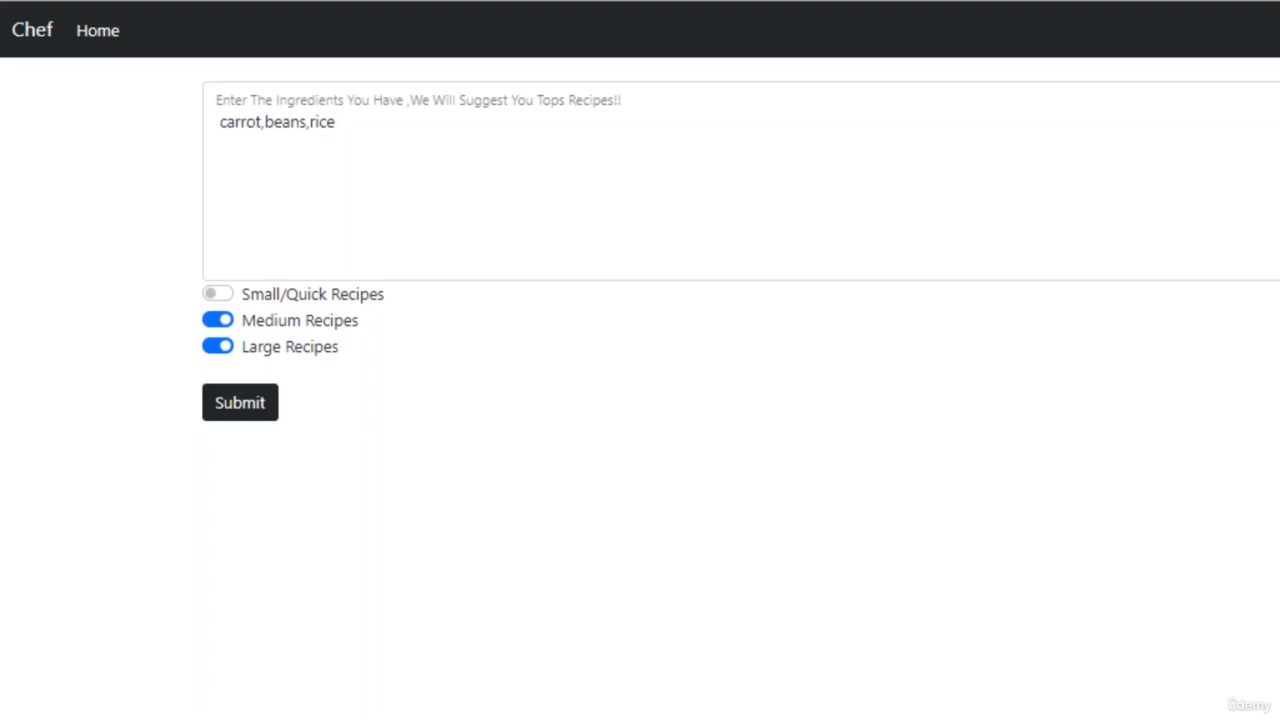 Chef Home
Enter The Ingredients You Have ,We Will Suggest You Tops Recipes!!
carrot,beans,rice
Small/Quick Recipes
Medium Recipes
Large Recipes
Submit
ûdemy